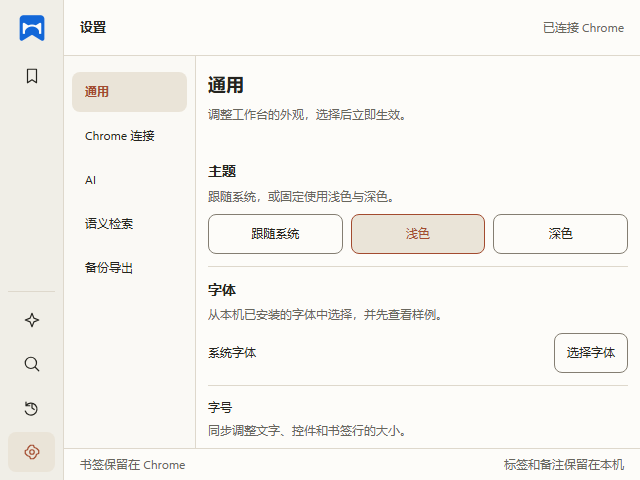 设置
已连接 Chrome
通用
Chrome 连接
AI
语义检索
备份导出
通用
调整工作台的外观，选择后立即生效。
主题
跟随系统，或固定使用浅色与深色。
跟随系统
浅色
深色
字体
从本机已安装的字体中选择，并先查看样例。
系统字体
选择字体
字号
同步调整文字、控件和书签行的大小。
书签保留在 Chrome
标签和备注保留在本机